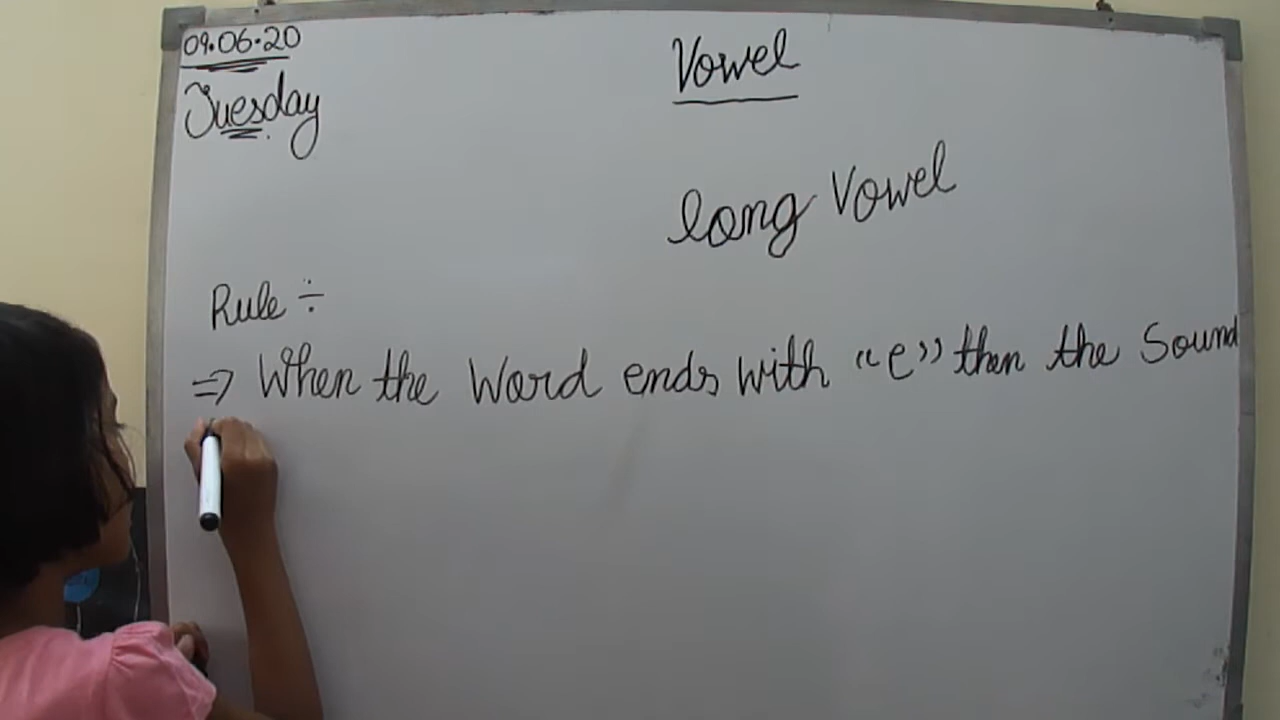 09.06.20
Tuesday
Vowel
long Vowel
Rule ÷
⇒ When the Word ends with “e” then the Sound